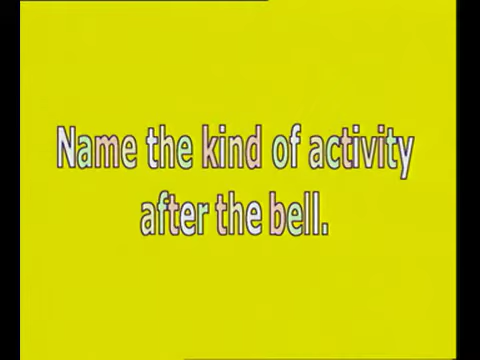 Name the kind of activity
after the bell.